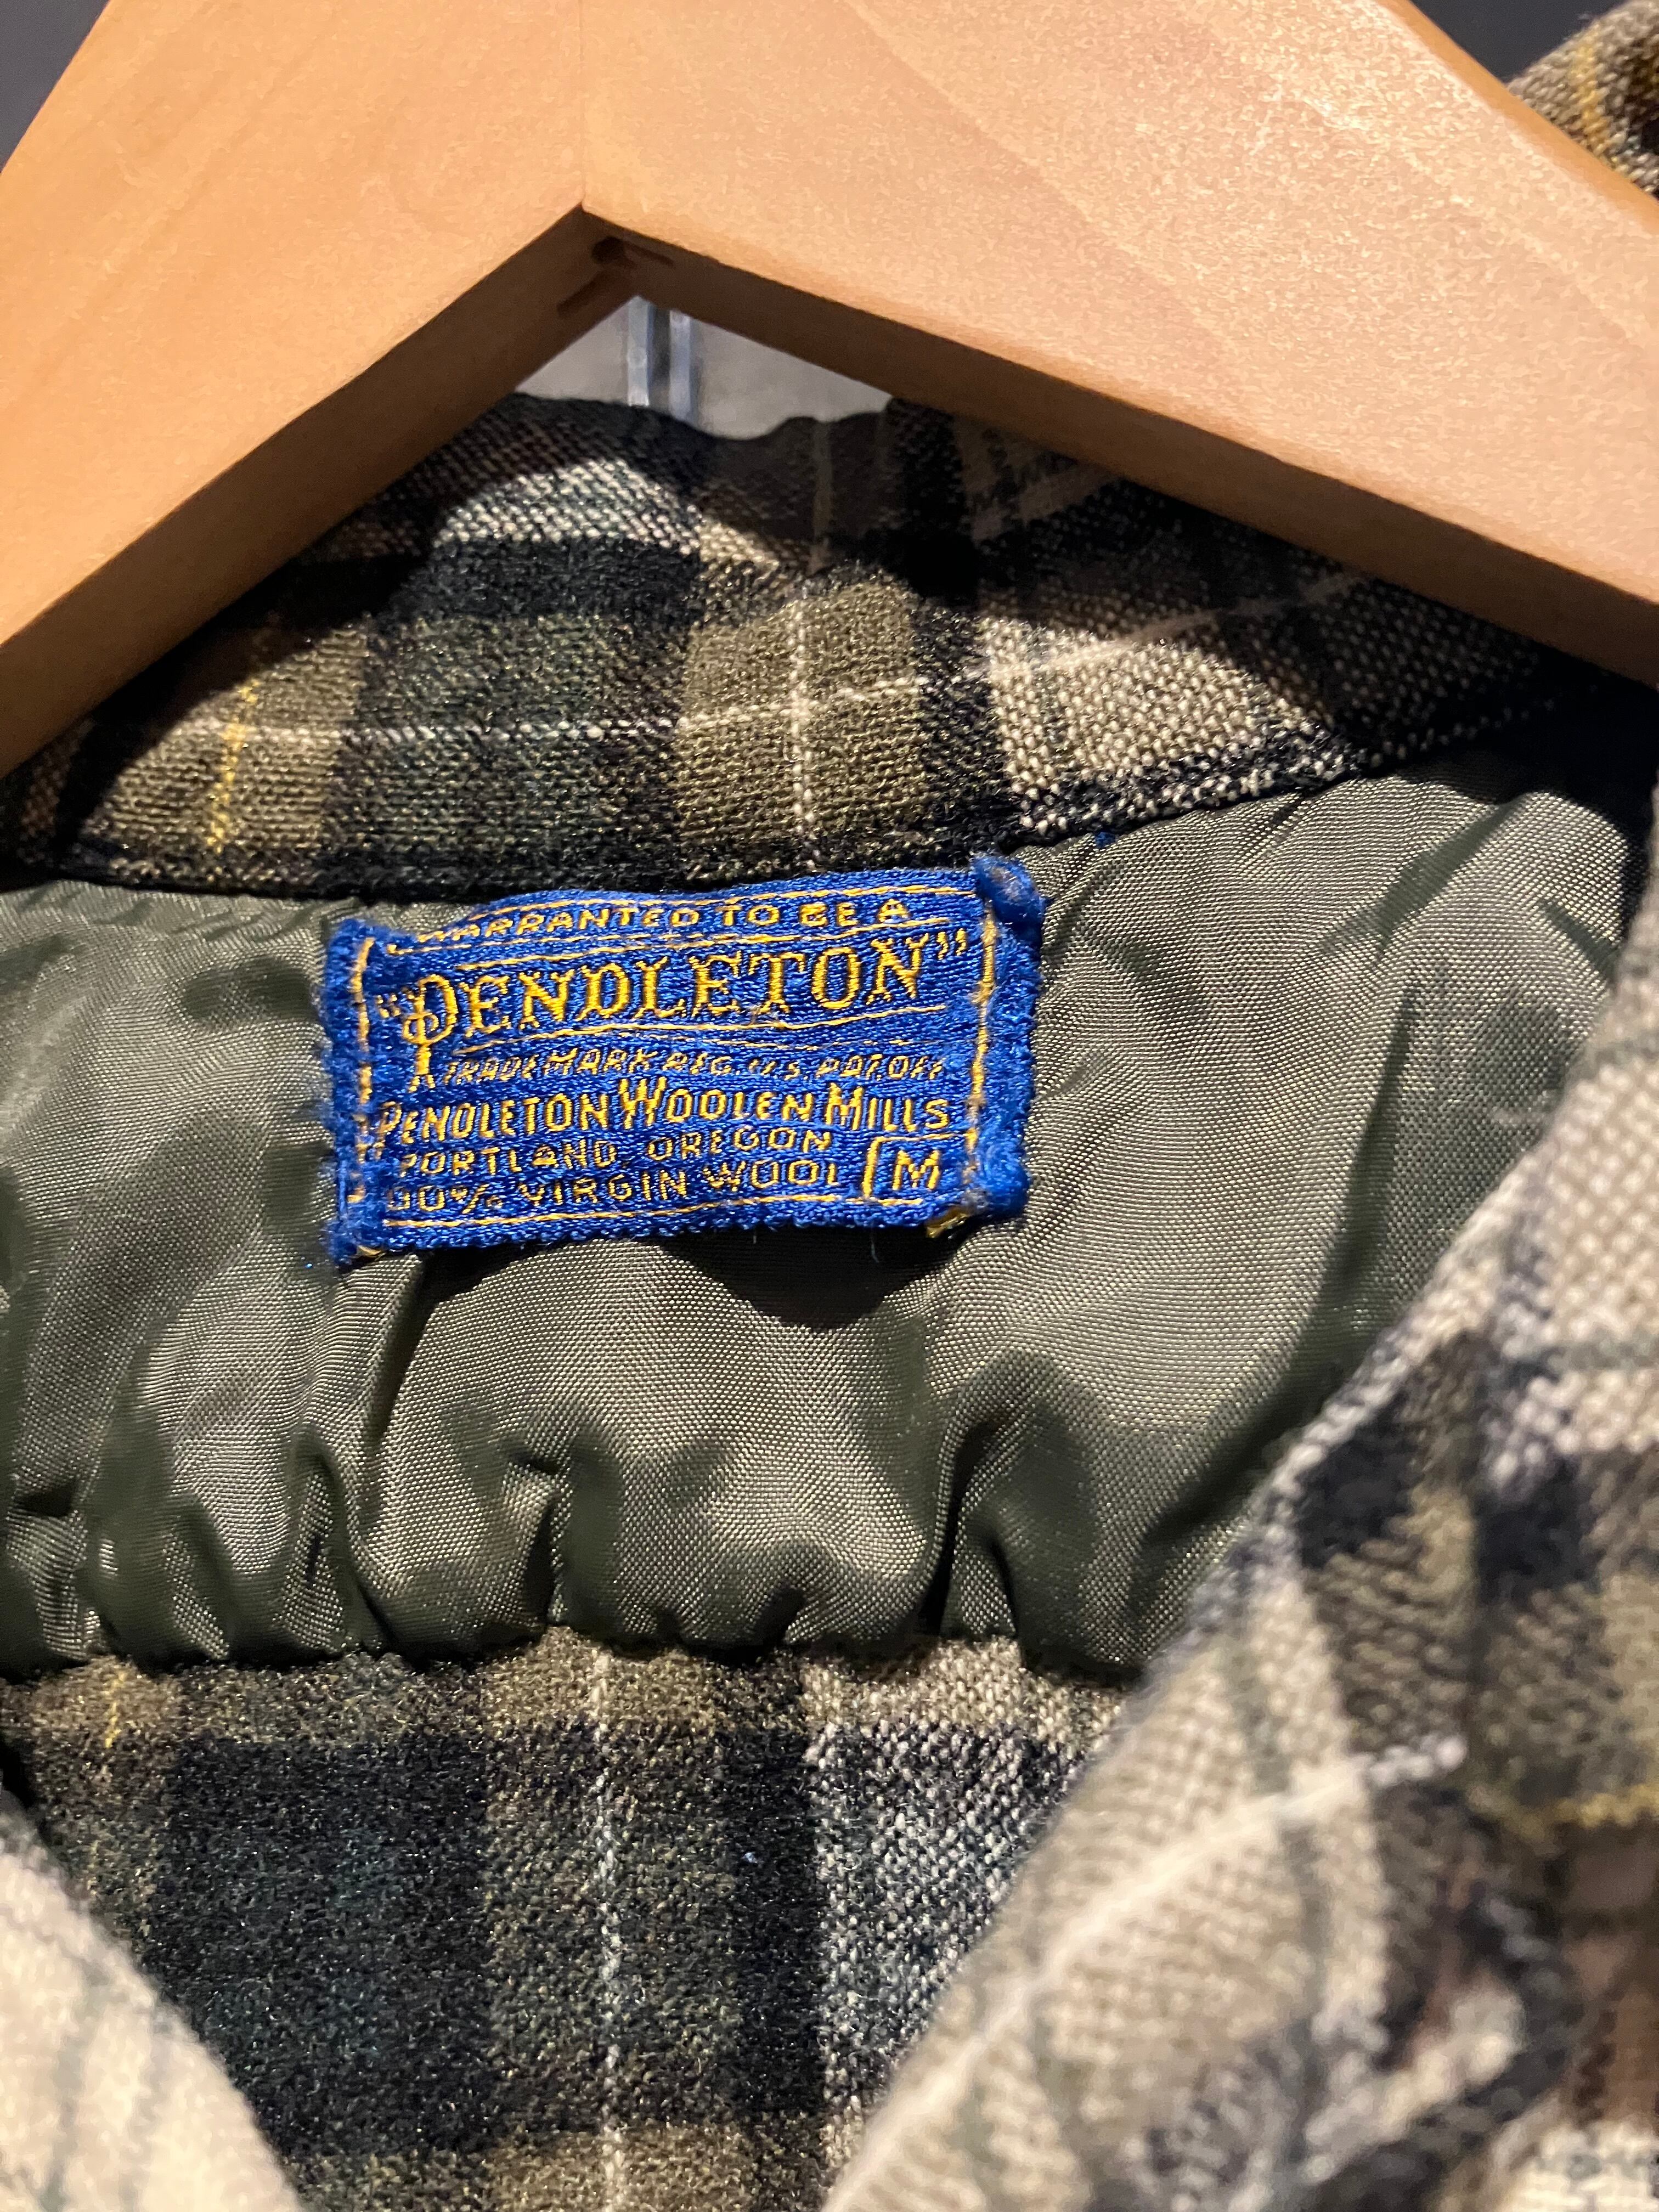 WARRANTED TO BE A
"PENDLETON"
TRADE MARK REG. U.S. PAT. OFF.
PENDLETON WOOLEN MILLS
PORTLAND, OREGON
100% VIRGIN WOOL M